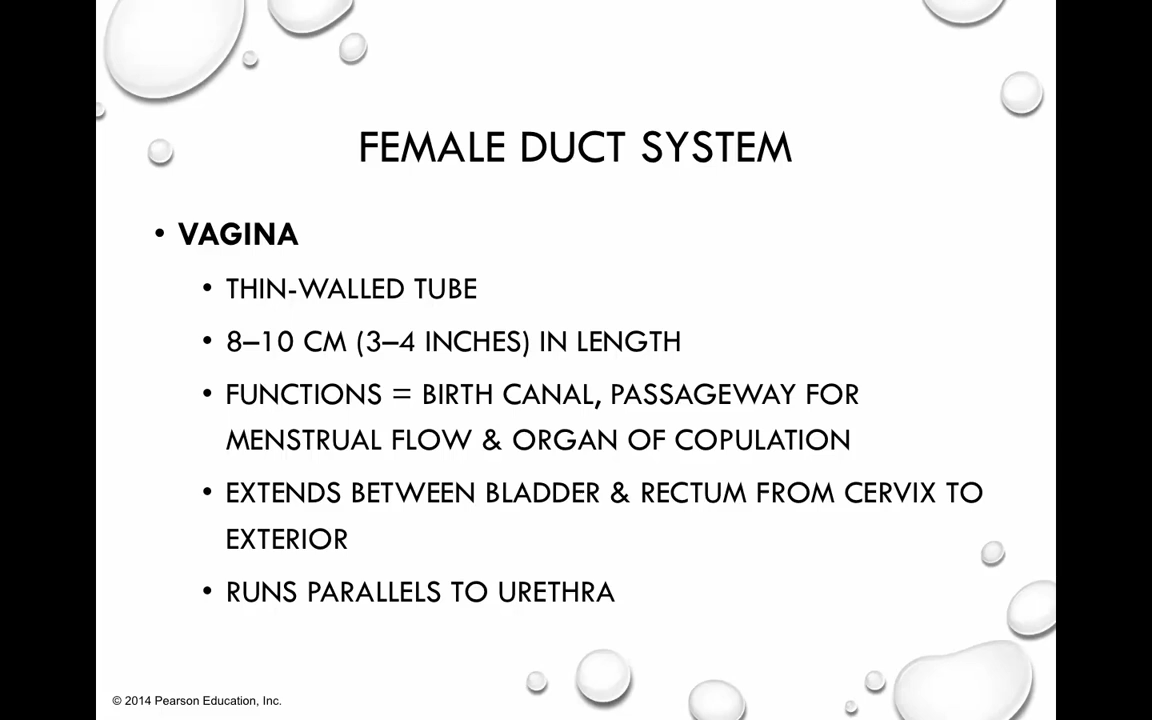 FEMALE DUCT SYSTEM
• VAGINA
• THIN-WALLED TUBE
• 8–10 CM (3–4 INCHES) IN LENGTH
• FUNCTIONS = BIRTH CANAL, PASSAGEWAY FOR
MENSTRUAL FLOW & ORGAN OF COPULATION
• EXTENDS BETWEEN BLADDER & RECTUM FROM CERVIX TO
EXTERIOR
• RUNS PARALLELS TO URETHRA
© 2014 Pearson Education, Inc.